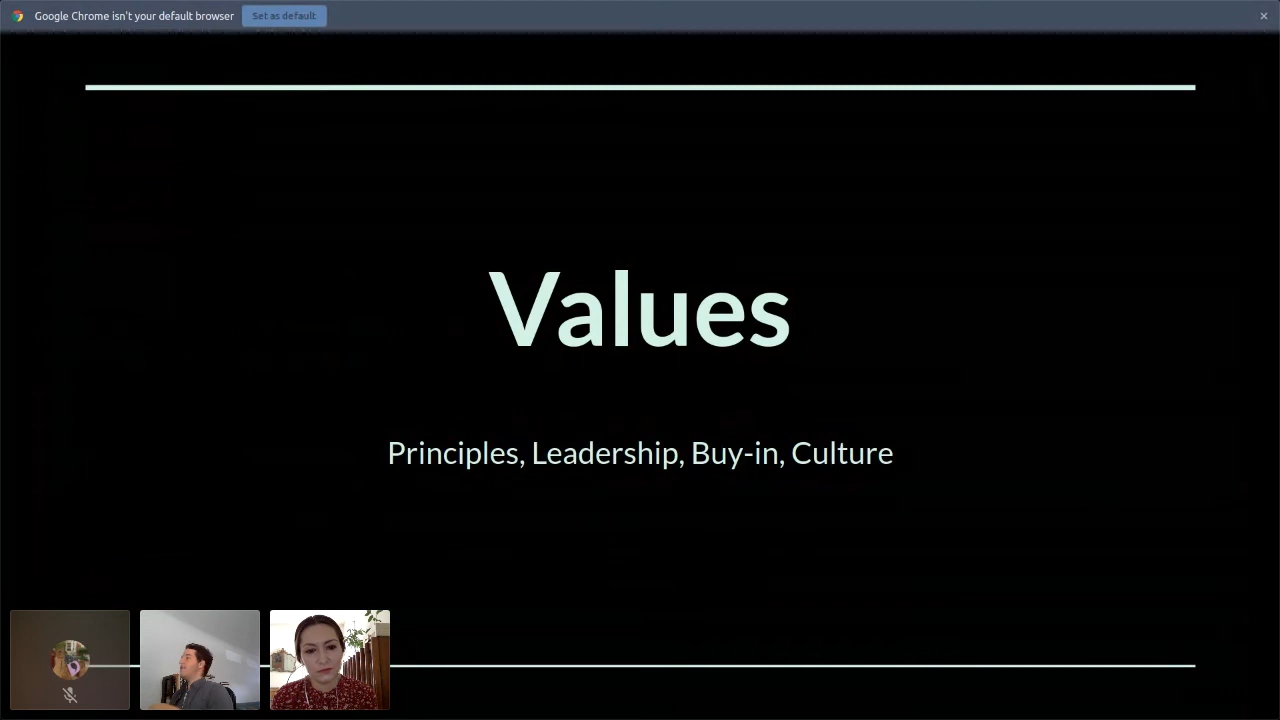 Google Chrome isn't your default browser Set as default
Values
Principles, Leadership, Buy-in, Culture